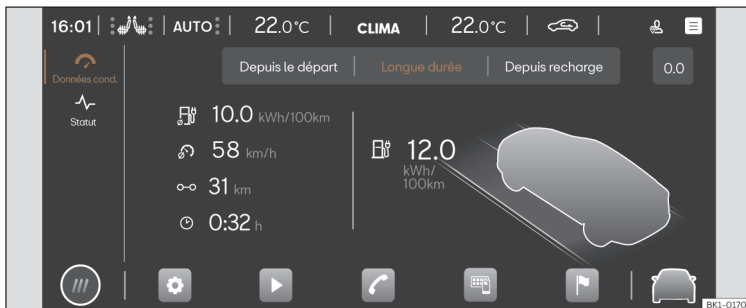 16:01 AUTO 22.0°C CLIMA 22.0°C
Données cond.
Depuis le départ Longue durée Depuis recharge 0.0
Statut
10.0 kWh/100km
58 km/h
31 km
0:32 h
12.0
kWh/
100km
BK1-0170